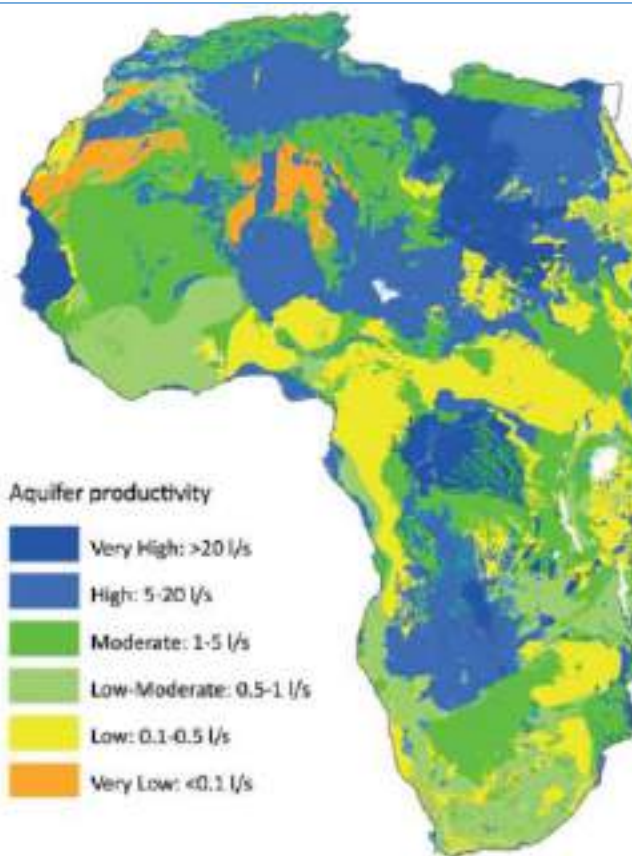 Aquifer productivity
Very High: >20 l/s
High: 5-20 l/s
Moderate: 1-5 l/s
Low-Moderate: 0.5-1 l/s
Low: 0.1-0.5 l/s
Very Low: <0.1 l/s